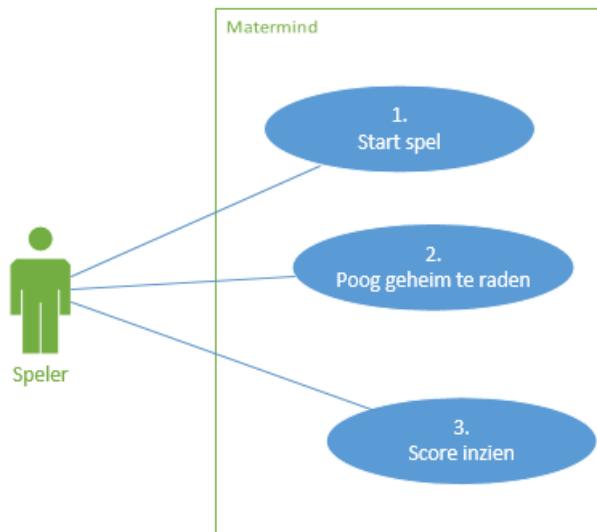 Matermind
1.
Start spel
2.
Poog geheim te raden
Speler
3.
Score inzien